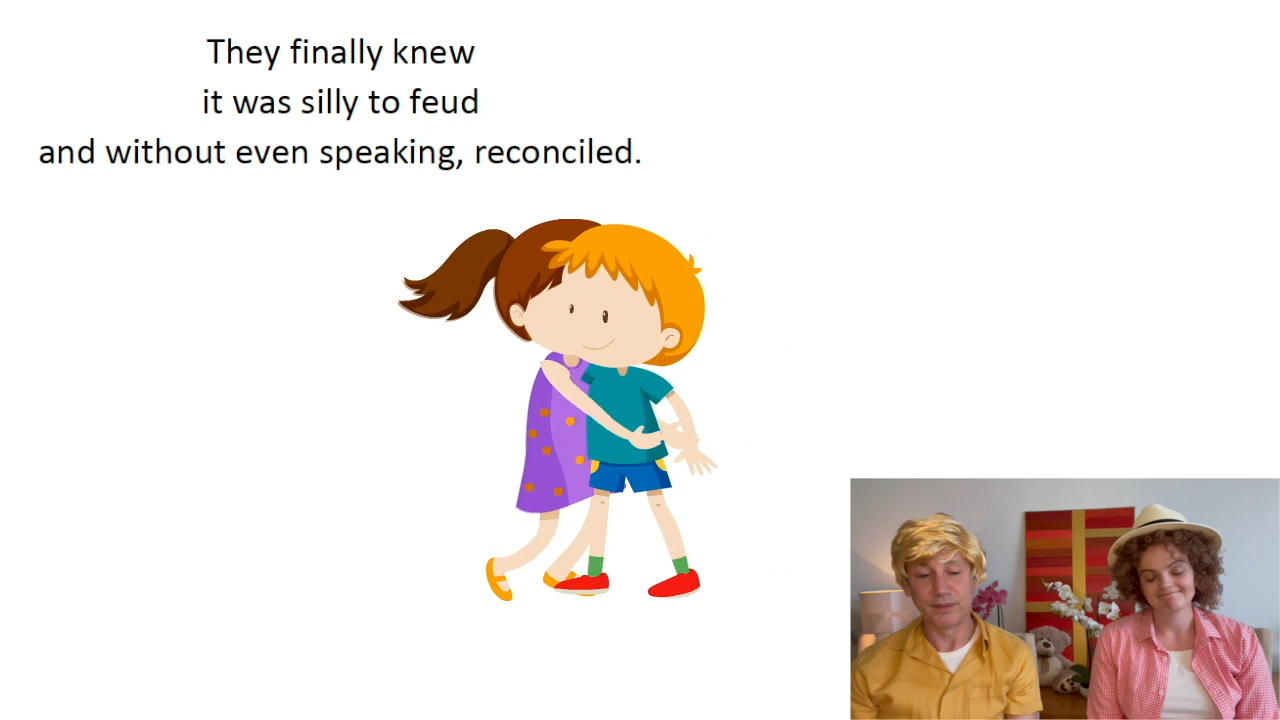 They finally knew
it was silly to feud
and without even speaking, reconciled.